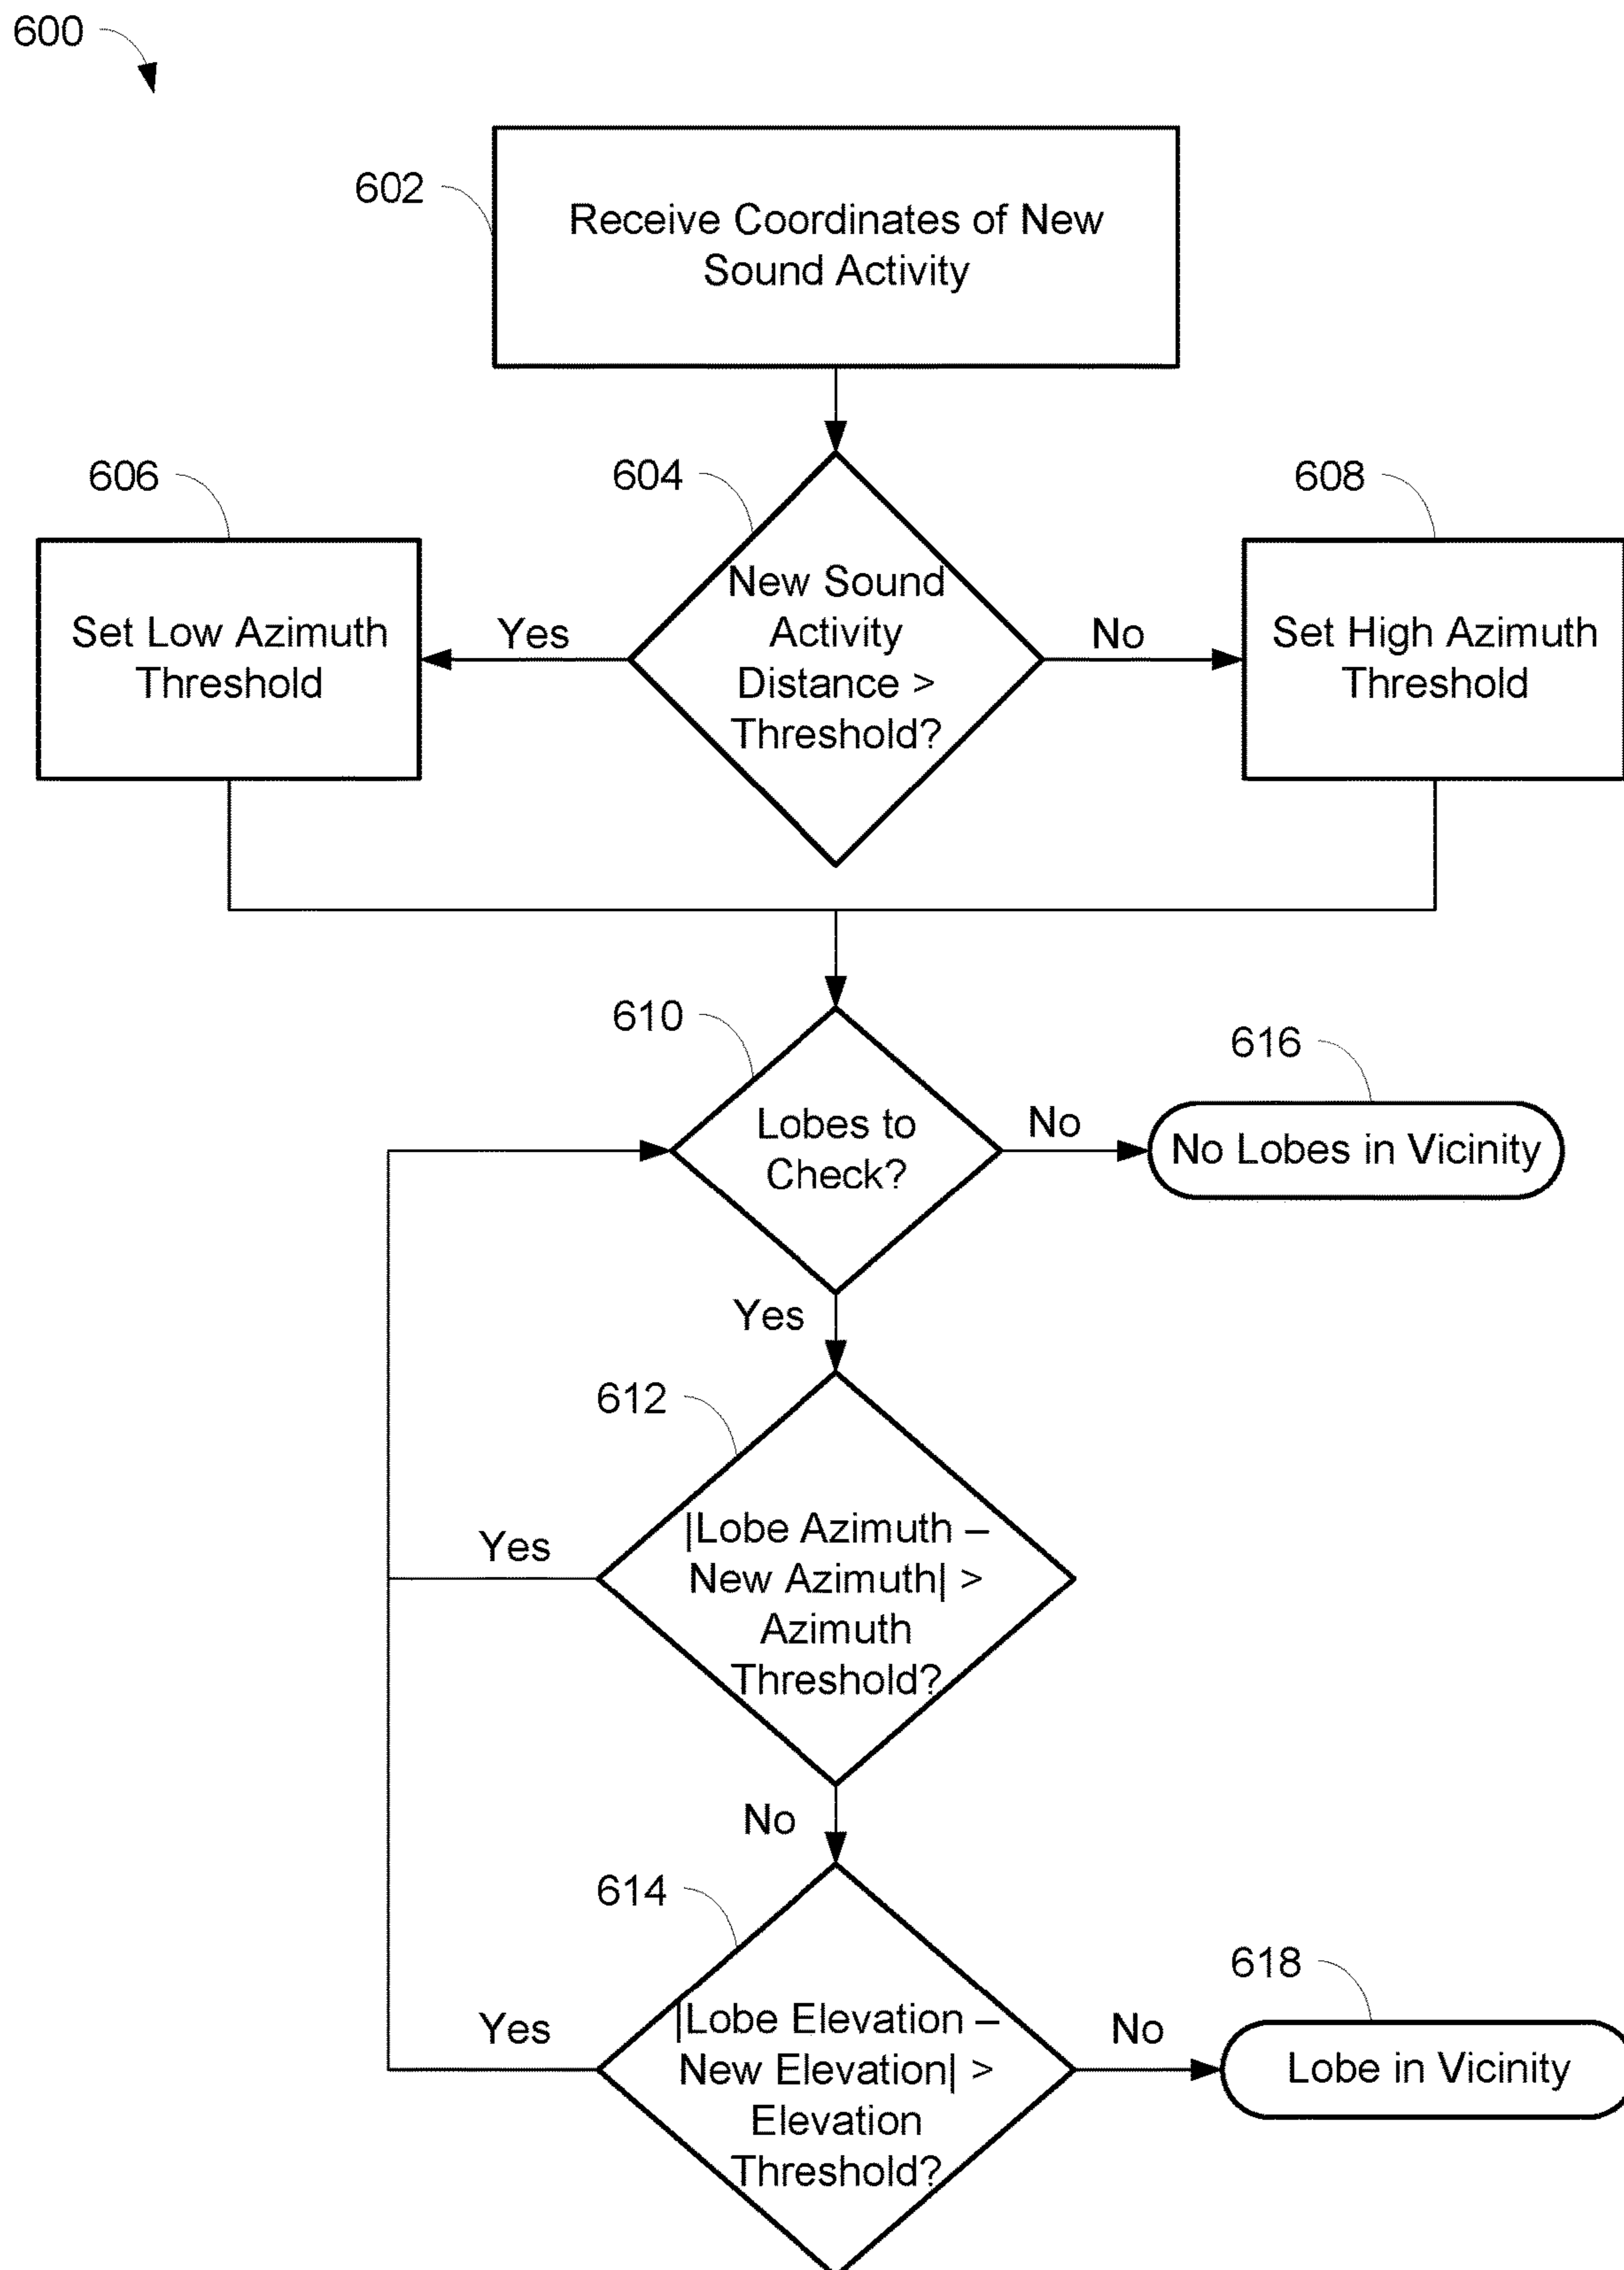 600
602
Receive Coordinates of New
Sound Activity
606
604
608
Set Low Azimuth
Threshold
Yes
New Sound
Activity
Distance >
Threshold?
No
Set High Azimuth
Threshold
610
616
Lobes to
Check?
No
No Lobes in Vicinity
Yes
612
|Lobe Azimuth –
New Azimuth| >
Azimuth
Threshold?
Yes
No
614
618
|Lobe Elevation –
New Elevation| >
Elevation
Threshold?
Yes
No
Lobe in Vicinity